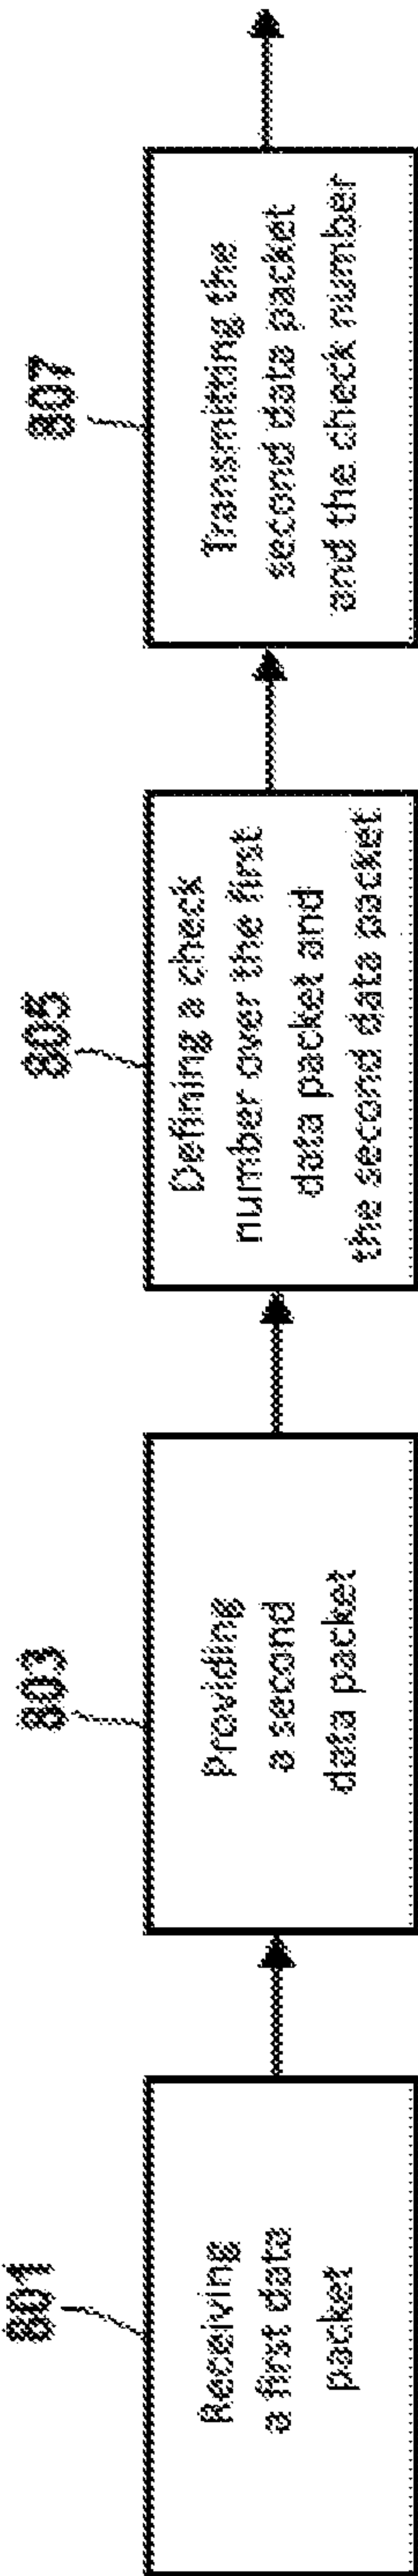 801
Receiving
a first data
packet
803
Providing
a second
data packet
805
Defining a check
number over the first
data packet and
the second data packet
807
Transmitting the
second data packet
and the check number